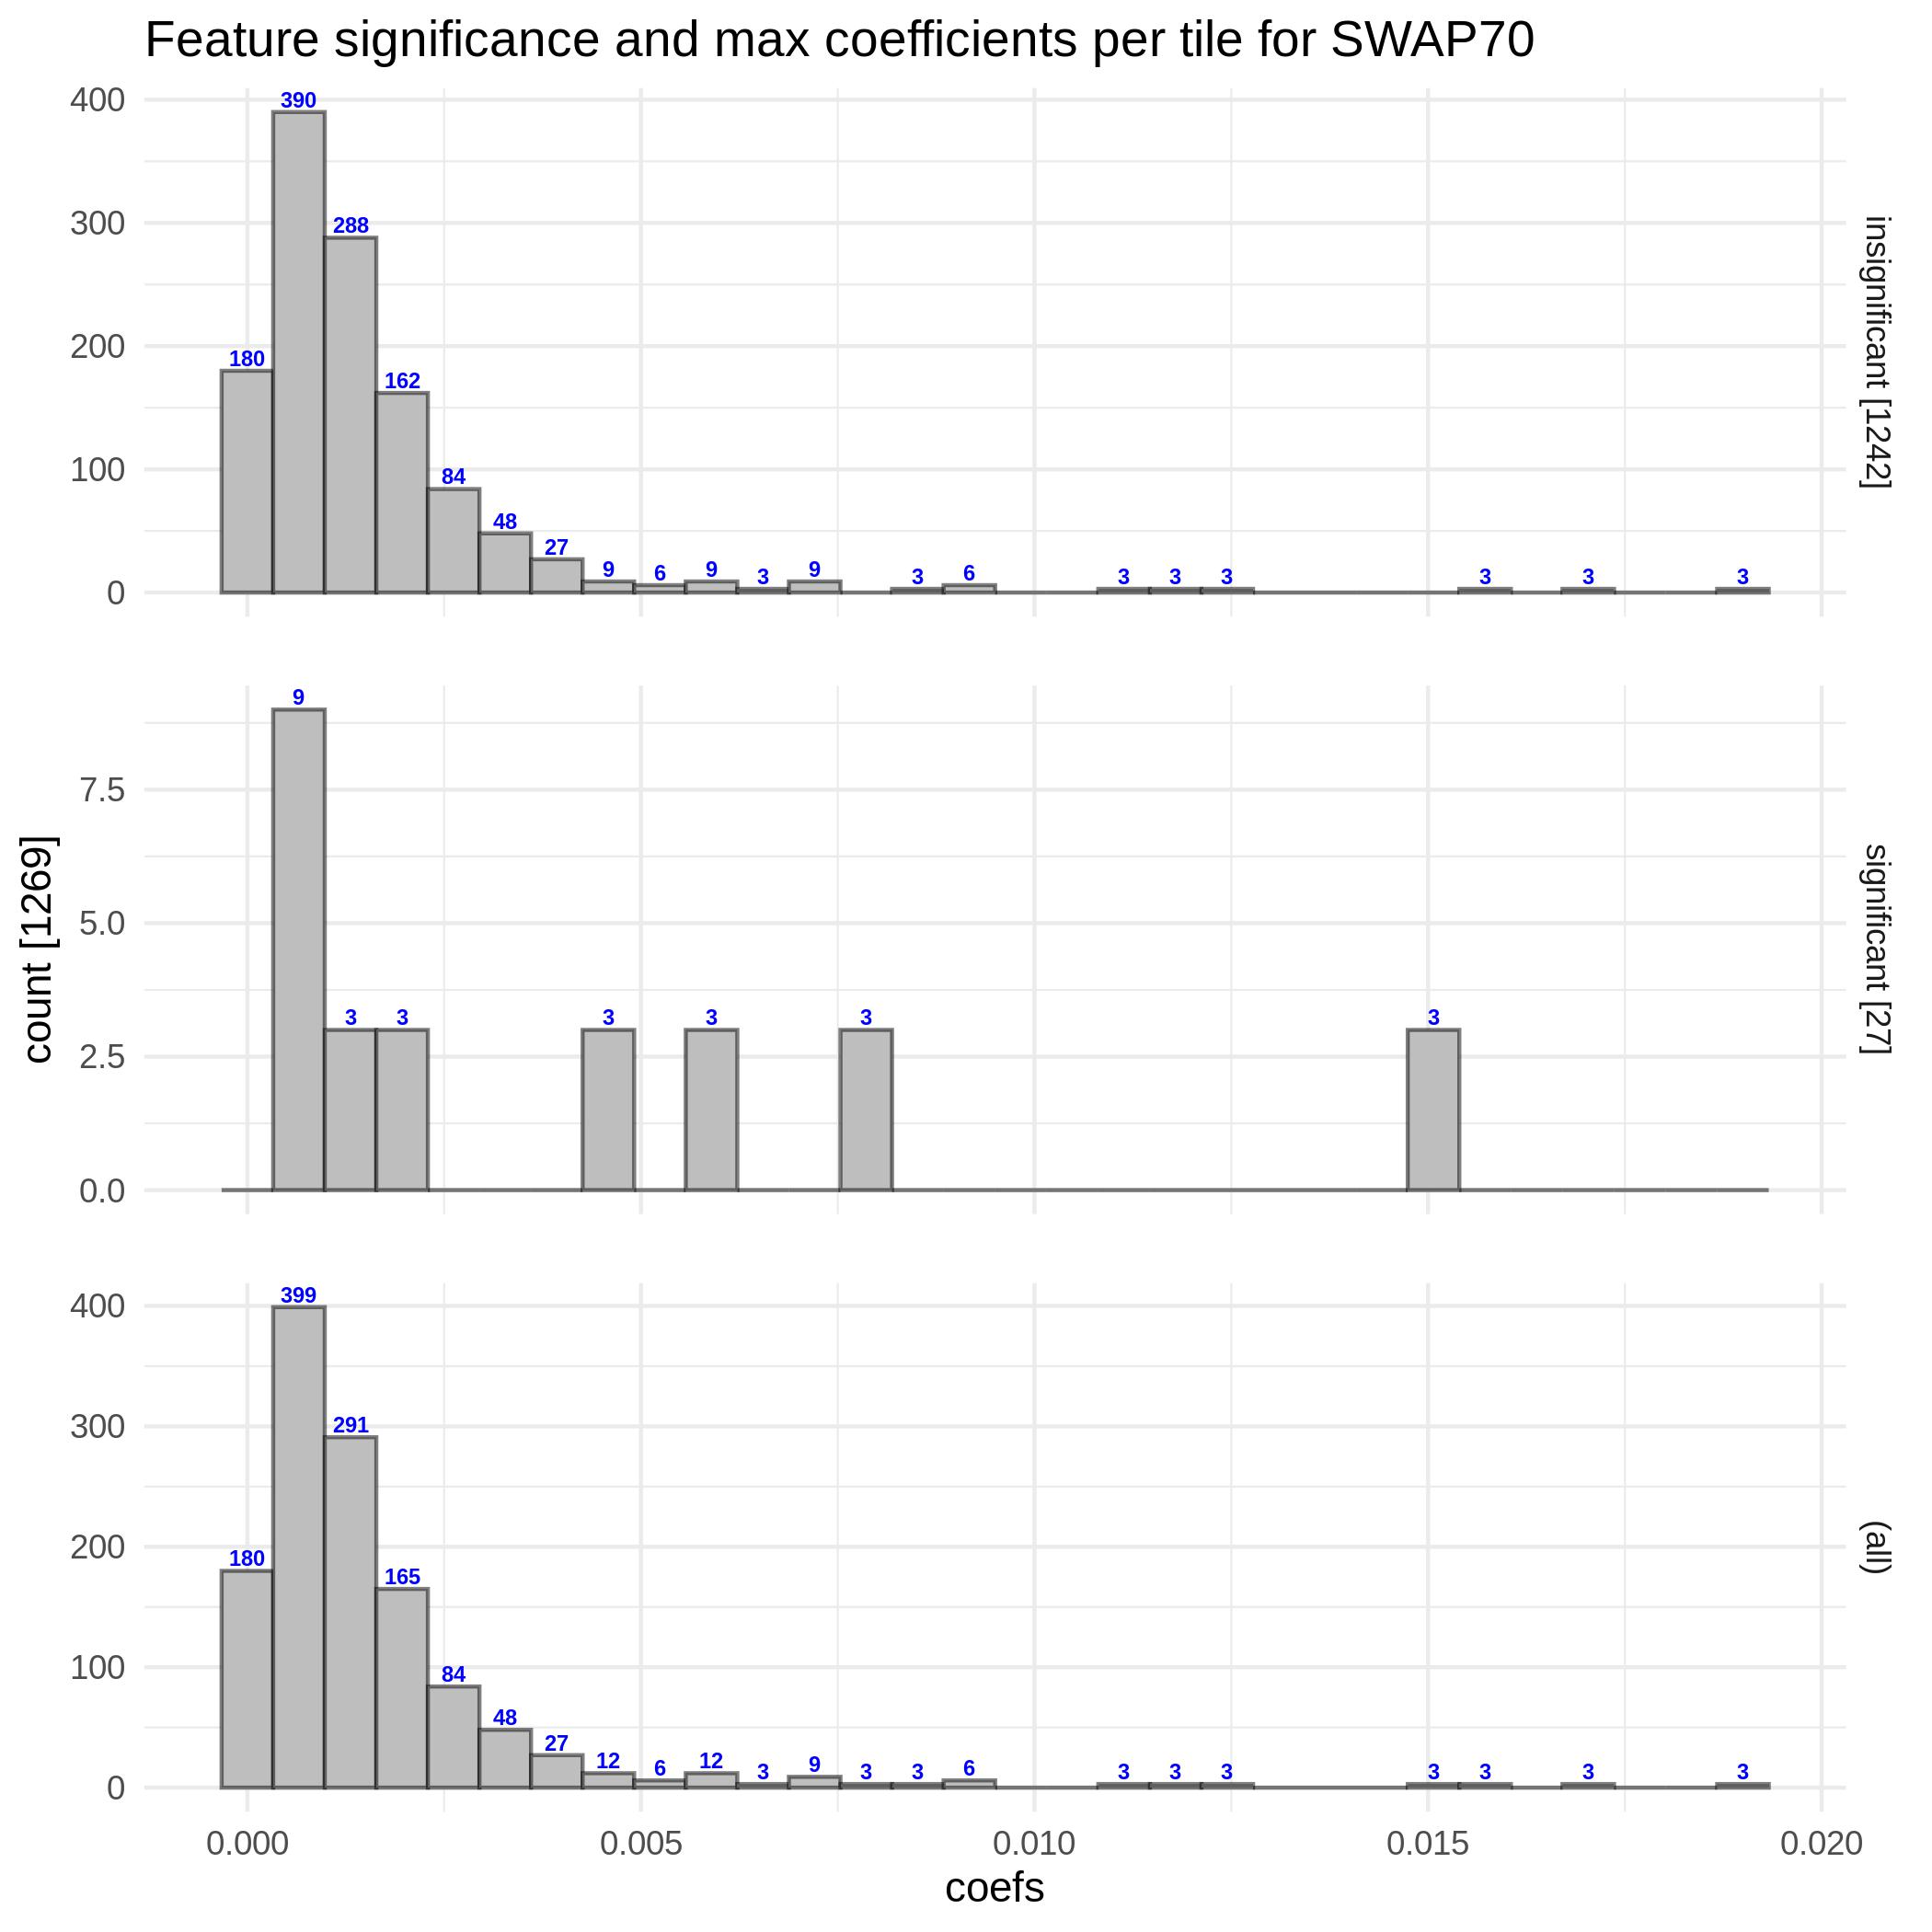 Feature significance and max coefficients per tile for SWAP70
400
300
200
100
0
180 390 288 162 84 48 27 9 6 9 3 9 3 6 3 3 3 3 3 3
insignificant [1242]
count [1269]
7.5
5.0
2.5
0.0
9 3 3 3 3 3 3
significant [27]
400
300
200
100
0
180 399 291 165 84 48 27 12 6 12 3 9 3 3 6 3 3 3 3 3 3 3
(all)
0.000 0.005 0.010 0.015 0.020
coefs